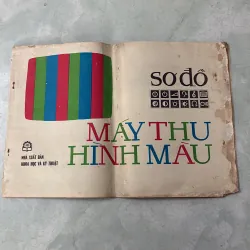 sơ đồ
MÁY THU
HÌNH MÀU
NHÀ XUẤT BẢN
KHOA HỌC VÀ KỸ THUẬT